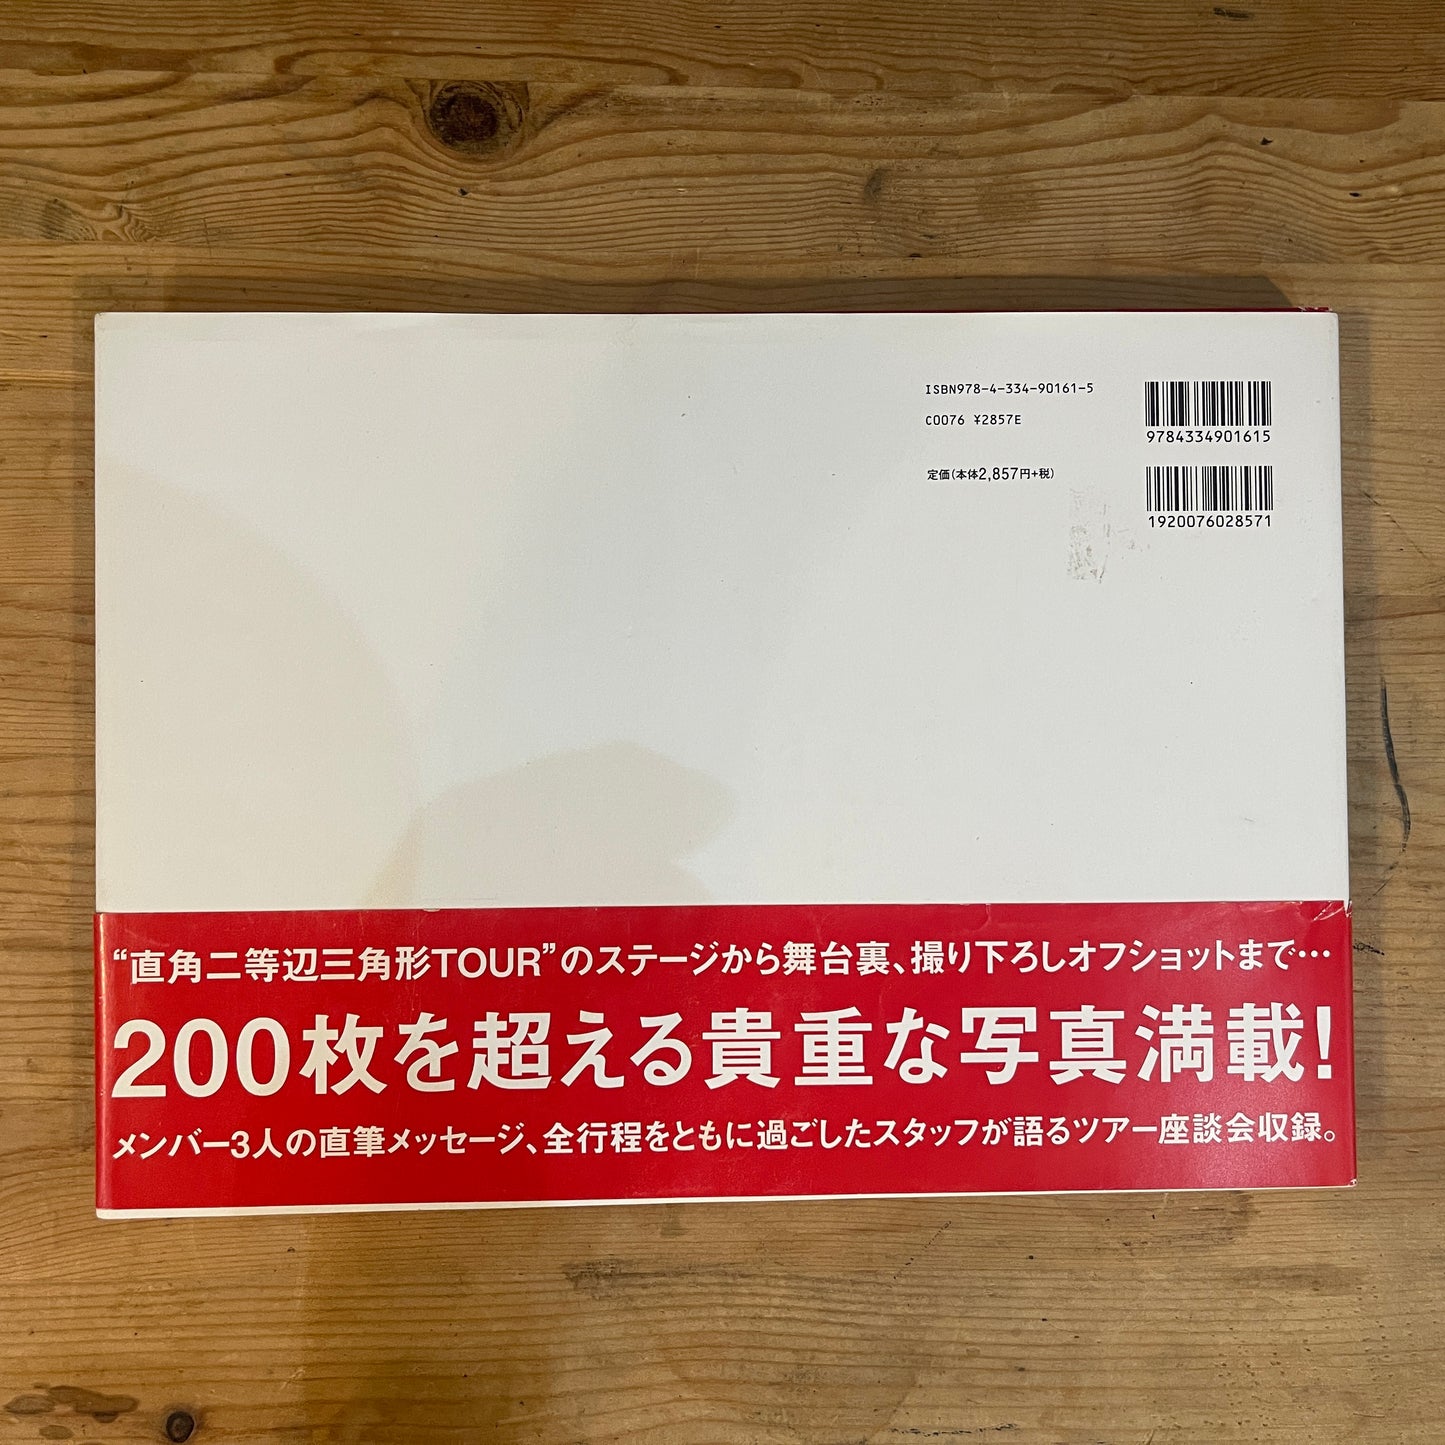 ISBN978-4-334-90161-5
C0076 ¥2857E
定価(本体2,857円+税)
9784334901615
1920076028571
“直角二等辺三角形TOUR”のステージから舞台裏、撮り下ろしオフショットまで…
200枚を超える貴重な写真満載!
メンバー3人の直筆メッセージ、全行程をともに過ごしたスタッフが語るツアー座談会収録。